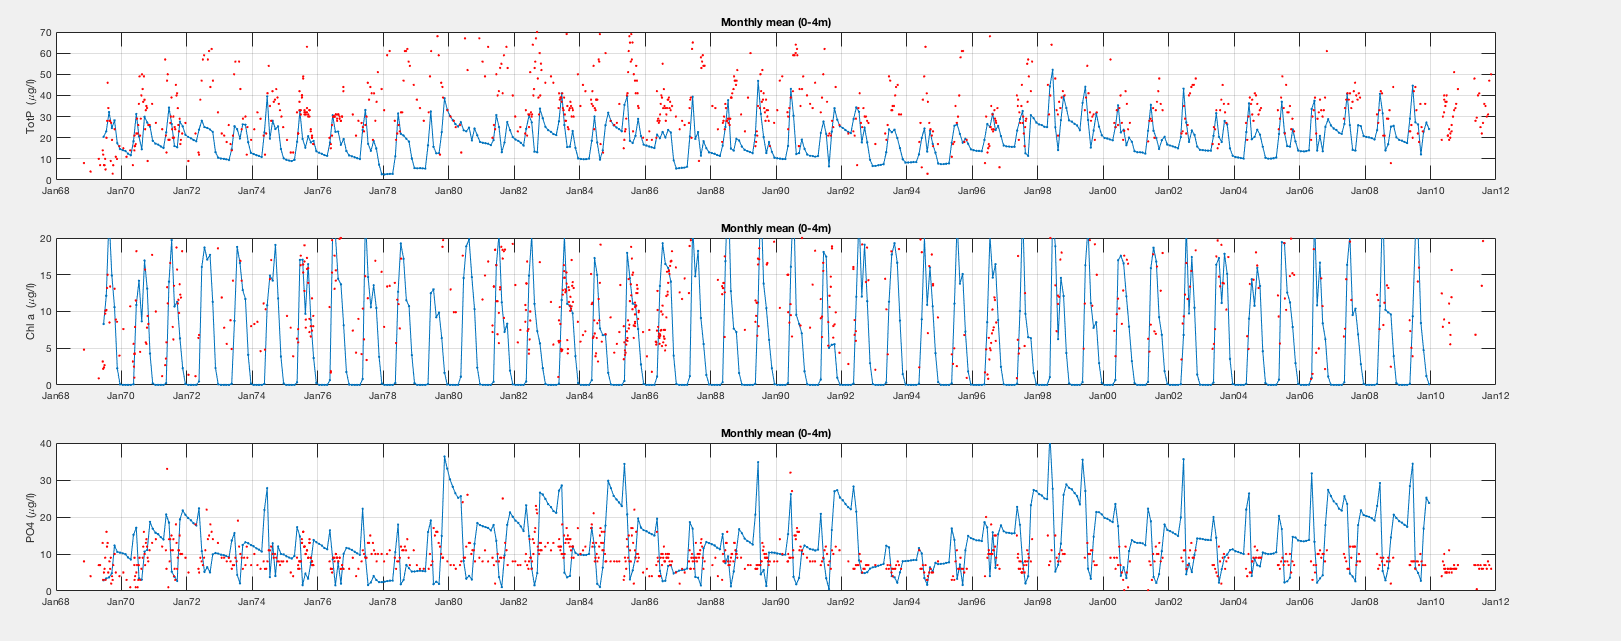 Monthly mean (0-4m)
TotP (μg/l)
70
60
50
40
30
20
10
0
Jan68 Jan70 Jan72 Jan74 Jan76 Jan78 Jan80 Jan82 Jan84 Jan86 Jan88 Jan90 Jan92 Jan94 Jan96 Jan98 Jan00 Jan02 Jan04 Jan06 Jan08 Jan10 Jan12
Monthly mean (0-4m)
Chl a (μg/l)
20
15
10
5
0
Jan68 Jan70 Jan72 Jan74 Jan76 Jan78 Jan80 Jan82 Jan84 Jan86 Jan88 Jan90 Jan92 Jan94 Jan96 Jan98 Jan00 Jan02 Jan04 Jan06 Jan08 Jan10 Jan12
Monthly mean (0-4m)
PO4 (μg/l)
40
30
20
10
0
Jan68 Jan70 Jan72 Jan74 Jan76 Jan78 Jan80 Jan82 Jan84 Jan86 Jan88 Jan90 Jan92 Jan94 Jan96 Jan98 Jan00 Jan02 Jan04 Jan06 Jan08 Jan10 Jan12